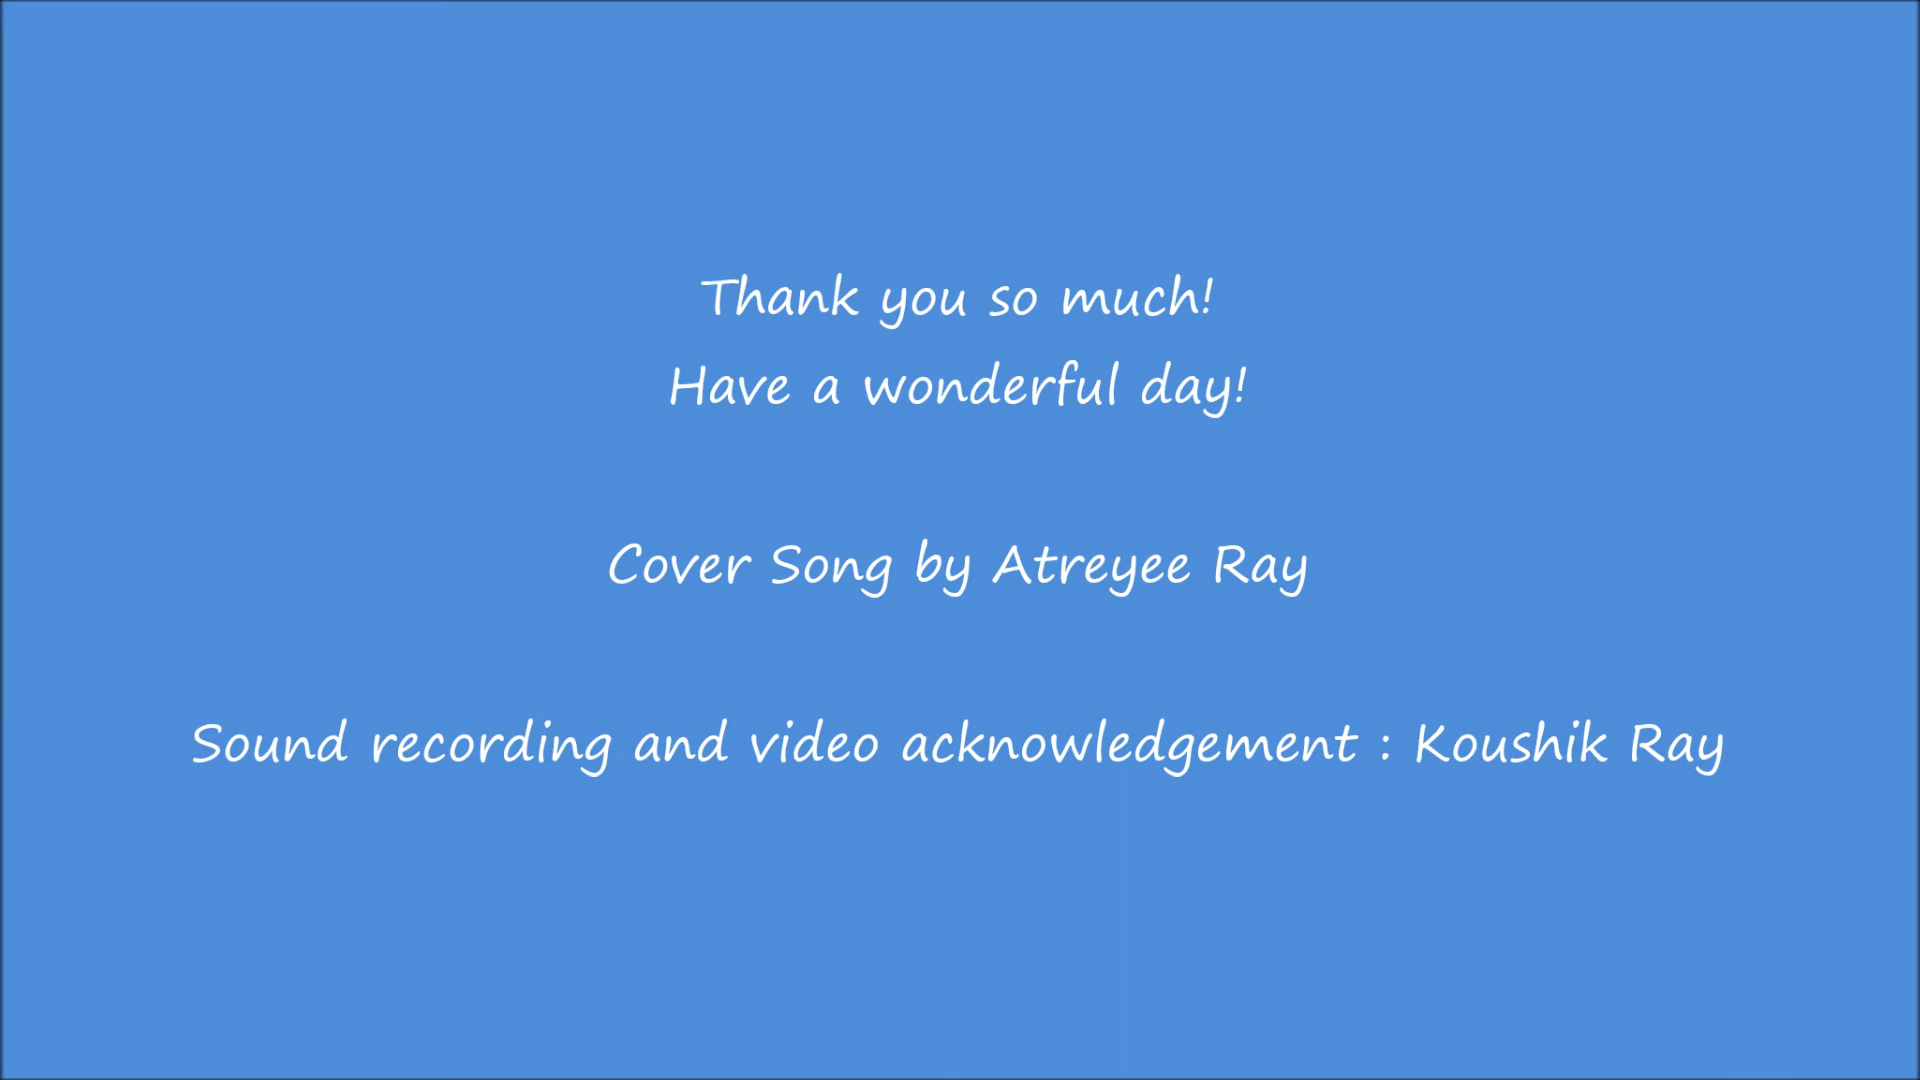 Thank you so much!
Have a wonderful day!
Cover Song by Atreyee Ray
Sound recording and video acknowledgement : Koushik Ray